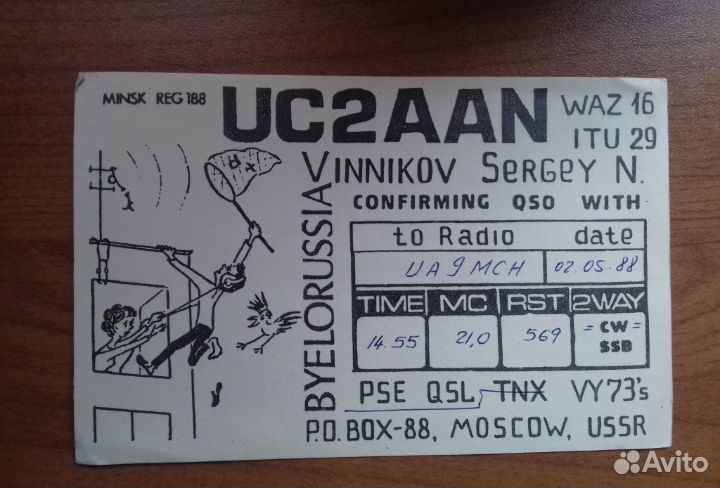 MINSK REG 188
UC2AAN
WAZ 16
ITU 29
BYELORUSSIA
VINNIKOV SERGEY N.
CONFIRMING QSO WITH
to Radio date
UA9MCH 02.05.88
TIME MC RST 2WAY
14.55 21,0 569 = CW =
SSB
PSE QSL TNX VY73's
P.O. BOX-88, MOSCOW, USSR
dx
dx
Avito